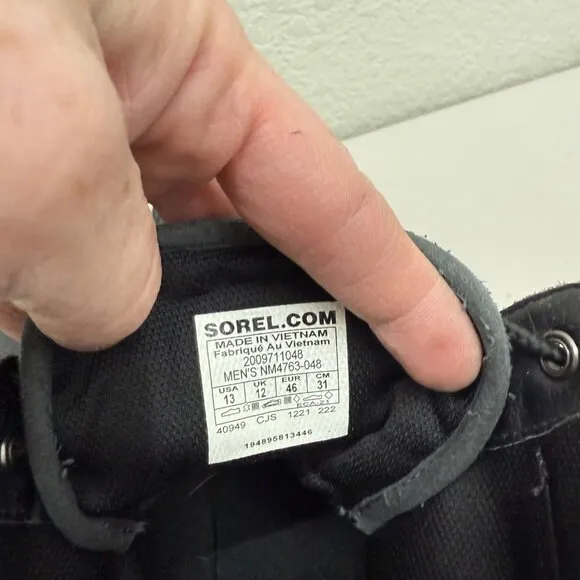 SOREL.COM
MADE IN VIETNAM
Fabriqué Au Vietnam
2009711048
MEN'S NM4763-048
USA UK EUR CM
13 12 46 31
ECAJ21
40949 CJS 1221 222
194895813446